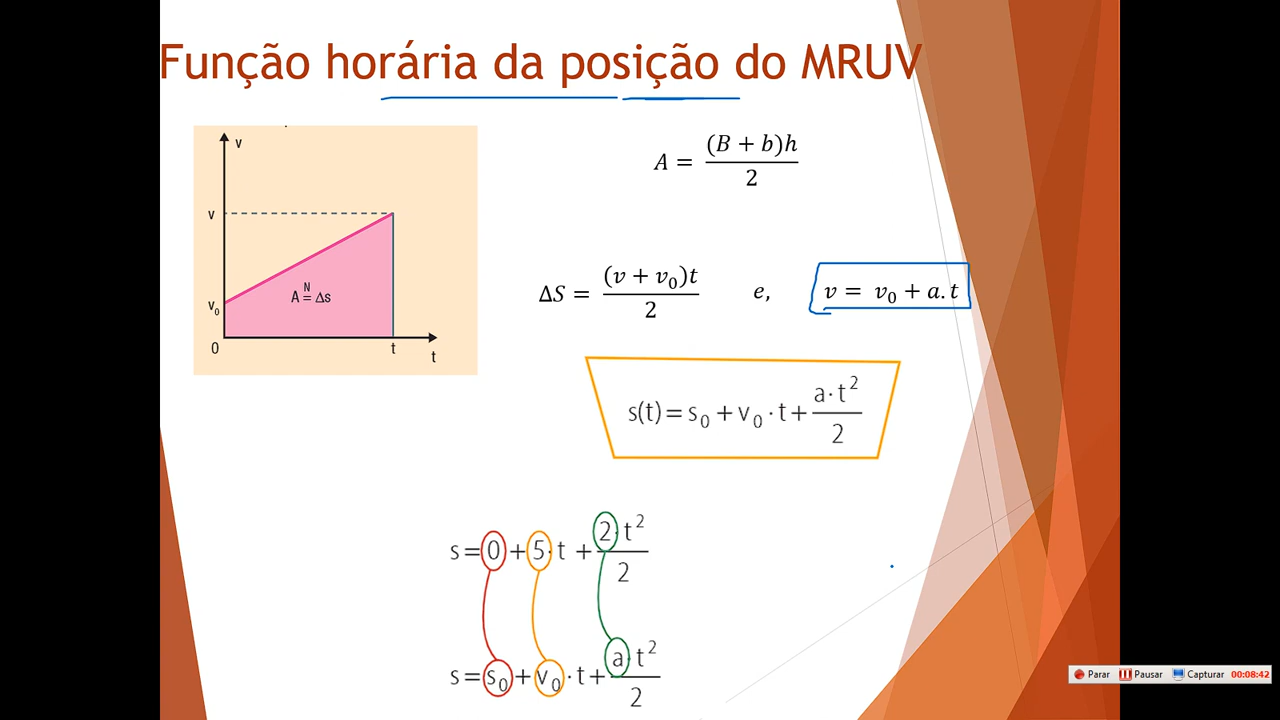 Função horária da posição do MRUV
v
v
N
A = Δs
v₀
0
t
t
A = (B + b)h / 2
ΔS = (v + v₀)t / 2 e, v = v₀ + a.t
s(t) = s₀ + v₀ · t + a · t² / 2
s = 0 + 5 · t + 2 · t² / 2
s = s₀ + v₀ · t + a · t² / 2
Parar Pausar Capturar 00:08:42